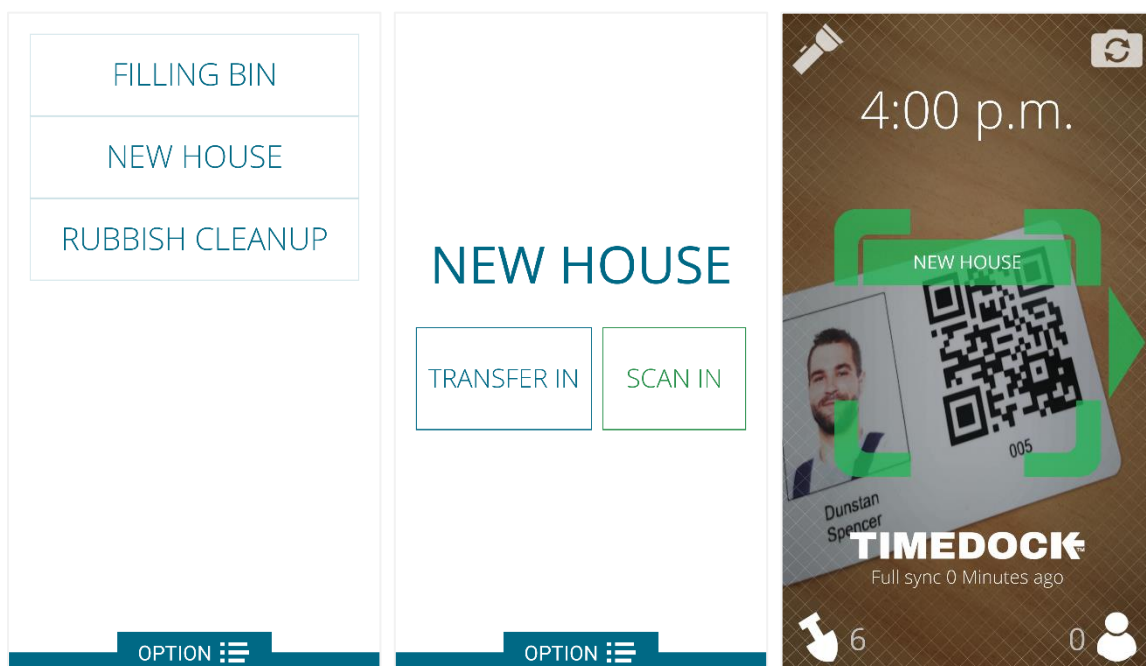 FILLING BIN
NEW HOUSE
RUBBISH CLEANUP
OPTION
NEW HOUSE
TRANSFER IN
SCAN IN
OPTION
4:00 p.m.
NEW HOUSE
005
Dunstan
Spencer
TIMEDOCK
Full sync 0 Minutes ago
6
0